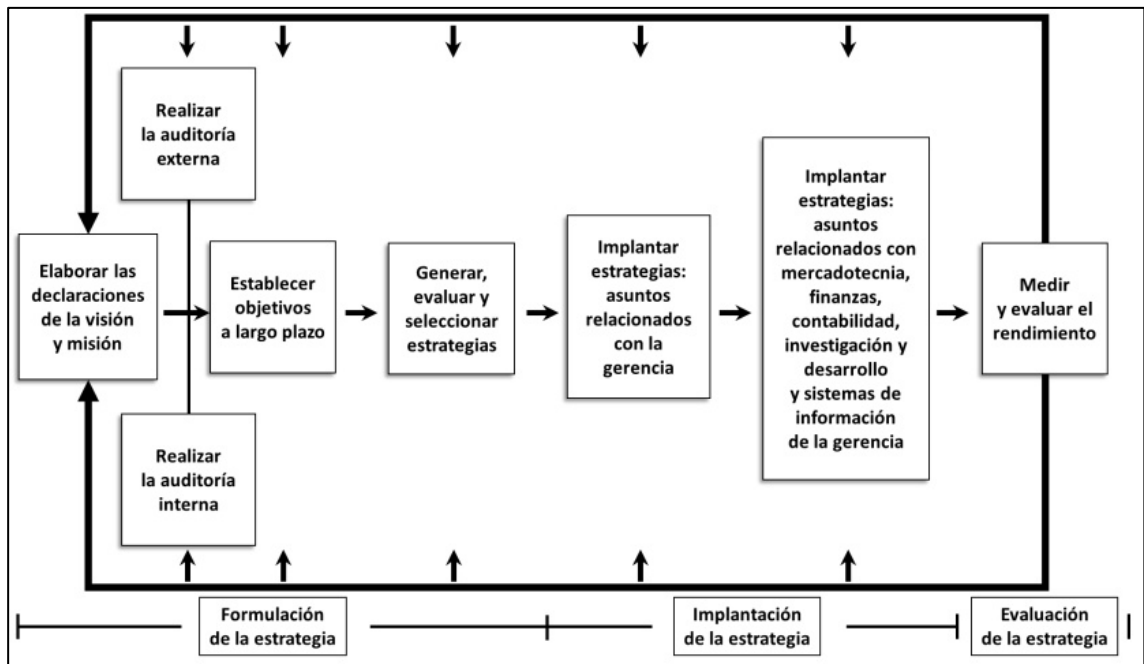 Realizar
la auditoría
externa
Elaborar las
declaraciones
de la visión
y misión
Realizar
la auditoría
interna
Establecer
objetivos
a largo plazo
Generar,
evaluar y
seleccionar
estrategias
Implantar
estrategias:
asuntos
relacionados
con la
gerencia
Implantar
estrategias:
asuntos
relacionados con
mercadotecnia,
finanzas,
contabilidad,
investigación y
desarrollo
y sistemas de
información
de la gerencia
Medir
y evaluar el
rendimiento
Formulación
de la estrategia
Implantación
de la estrategia
Evaluación
de la estrategia